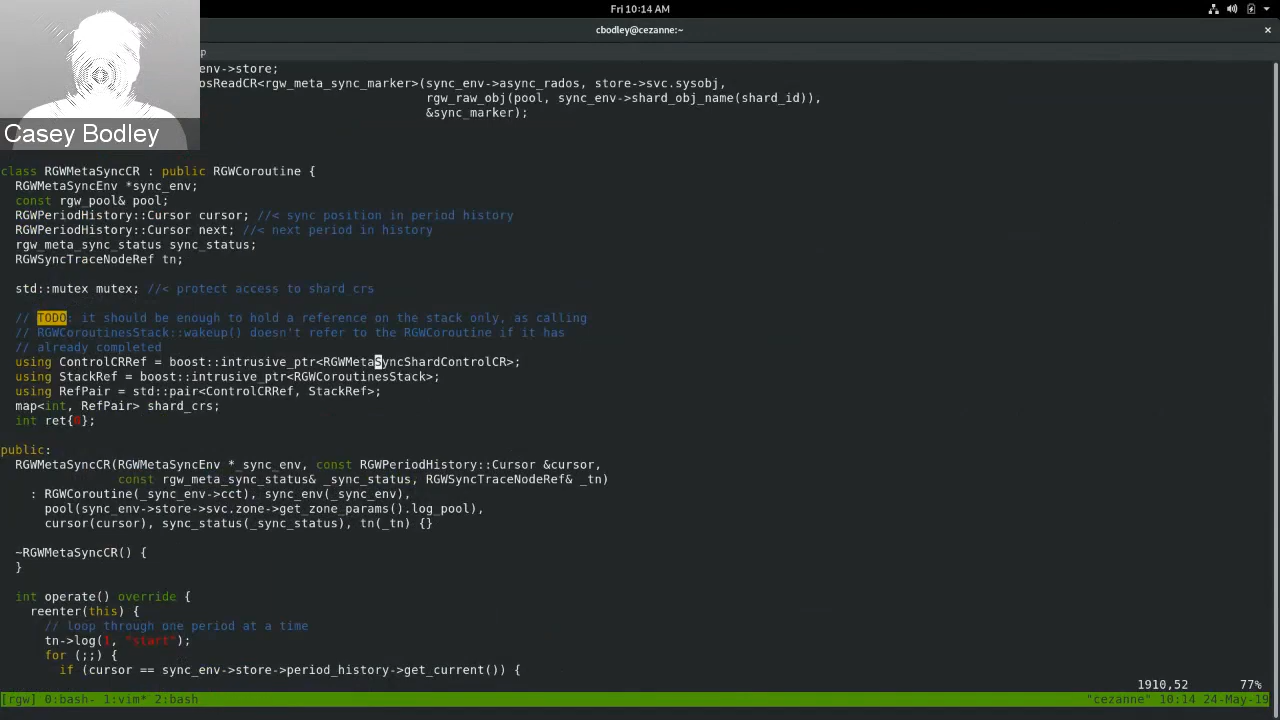 Fri 10:14 AM
cbodley@cezanne:~
×
p
Casey Bodley
env->store;
osReadCR<rgw_meta_sync_marker>(sync_env->async_rados, store->svc.sysobj,
rgw_raw_obj(pool, sync_env->shard_obj_name(shard_id)),
&sync_marker);
class RGWMetaSyncCR : public RGWCoroutine {
RGWMetaSyncEnv *sync_env;
const rgw_pool& pool;
RGWPeriodHistory::Cursor cursor; //< sync position in period history
RGWPeriodHistory::Cursor next; //< next period in history
rgw_meta_sync_status sync_status;
RGWSyncTraceNodeRef tn;
std::mutex mutex; //< protect access to shard_crs
// TODO: it should be enough to hold a reference on the stack only, as calling
// RGWCoroutinesStack::wakeup() doesn't refer to the RGWCoroutine if it has
// already completed
using ControlCRRef = boost::intrusive_ptr<RGWMetaSyncShardControlCR>;
using StackRef = boost::intrusive_ptr<RGWCoroutinesStack>;
using RefPair = std::pair<ControlCRRef, StackRef>;
map<int, RefPair> shard_crs;
int ret{0};
public:
RGWMetaSyncCR(RGWMetaSyncEnv *_sync_env, const RGWPeriodHistory::Cursor &cursor,
const rgw_meta_sync_status& _sync_status, RGWSyncTraceNodeRef& _tn)
: RGWCoroutine(_sync_env->cct), sync_env(_sync_env),
pool(sync_env->store->svc.zone->get_zone_params().log_pool),
cursor(cursor), sync_status(_sync_status), tn(_tn) {}
~RGWMetaSyncCR() {
}
int operate() override {
reenter(this) {
// loop through one period at a time
tn->log(1, "start");
for (;;) {
if (cursor == sync_env->store->period_history->get_current()) {
1910,52 77%
[rgw] 0:bash- 1:vim* 2:bash "cezanne" 10:14 24-May-19